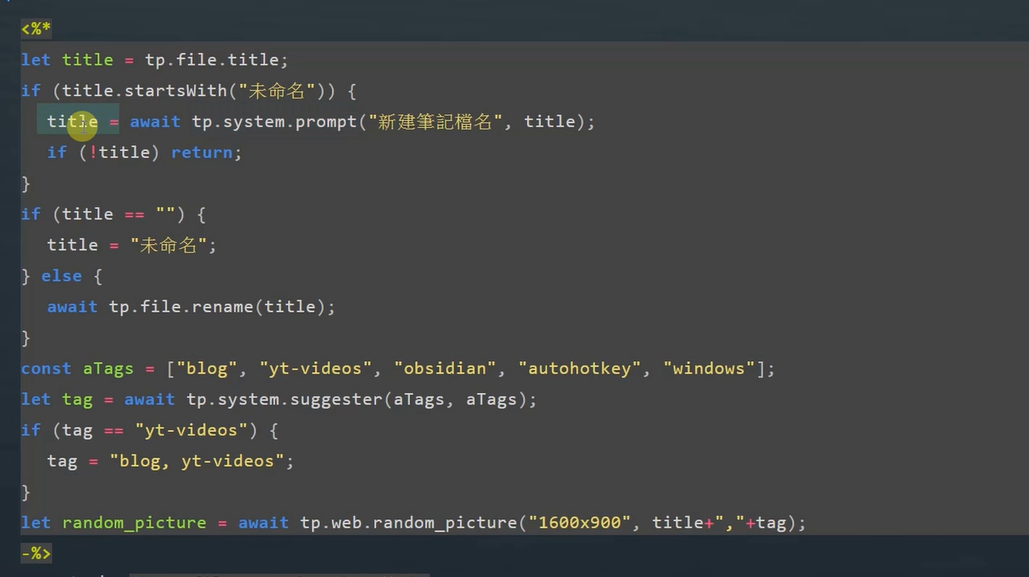 <%*
let title = tp.file.title;
if (title.startsWith("未命名")) {
title = await tp.system.prompt("新建筆記檔名", title);
if (!title) return;
}
if (title == "") {
title = "未命名";
} else {
await tp.file.rename(title);
}
const aTags = ["blog", "yt-videos", "obsidian", "autohotkey", "windows"];
let tag = await tp.system.suggester(aTags, aTags);
if (tag == "yt-videos") {
tag = "blog, yt-videos";
}
let random_picture = await tp.web.random_picture("1600x900", title+","+tag);
-%>